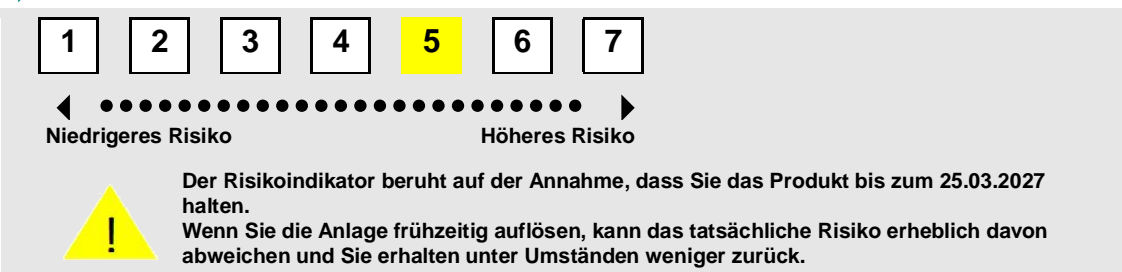 1 2 3 4 5 6 7
Niedrigeres Risiko Höheres Risiko
Der Risikoindikator beruht auf der Annahme, dass Sie das Produkt bis zum 25.03.2027
halten.
Wenn Sie die Anlage frühzeitig auflösen, kann das tatsächliche Risiko erheblich davon
abweichen und Sie erhalten unter Umständen weniger zurück.
!